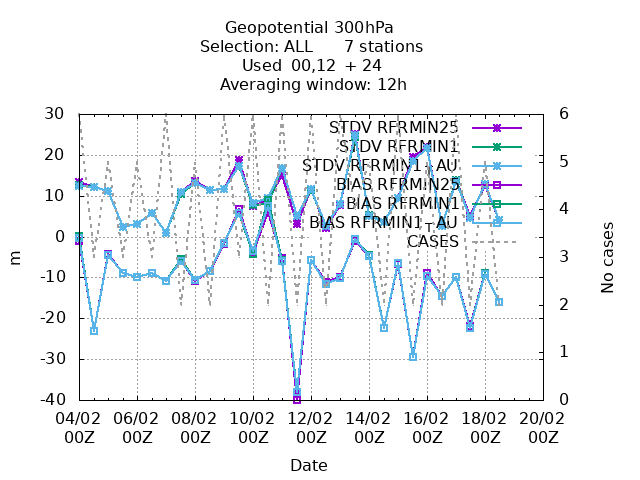 Geopotential 300hPa
Selection: ALL 7 stations
Used 00,12 + 24
Averaging window: 12h
30
20
10
0
-10
-20
-30
-40
m
6
5
4
3
2
1
0
No cases
STDV RFRMIN25
STDV RFRMIN1
STDV RFRMIN1_AU
BIAS RFRMIN25
BIAS RFRMIN1
BIAS RFRMIN1_AU
CASES
04/02 06/02 08/02 10/02 12/02 14/02 16/02 18/02 20/02
00Z 00Z 00Z 00Z 00Z 00Z 00Z 00Z 00Z
Date